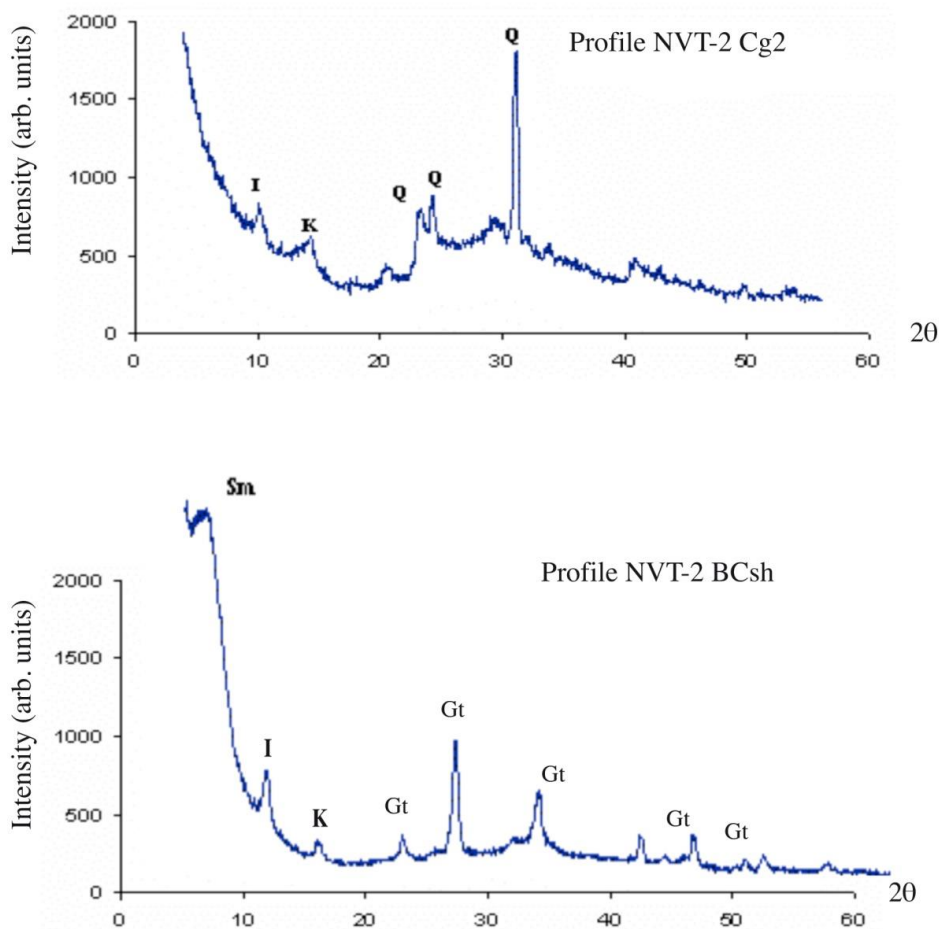 Profile NVT-2 Cg2
Intensity (arb. units)
2000
1500
1000
500
0
I
K
Q
Q
Q
0
10
20
30
40
50
60
2θ
Profile NVT-2 BCsh
Intensity (arb. units)
2000
1500
1000
500
0
Sm
I
K
Gt
Gt
Gt
Gt
Gt
0
10
20
30
40
50
60
2θ